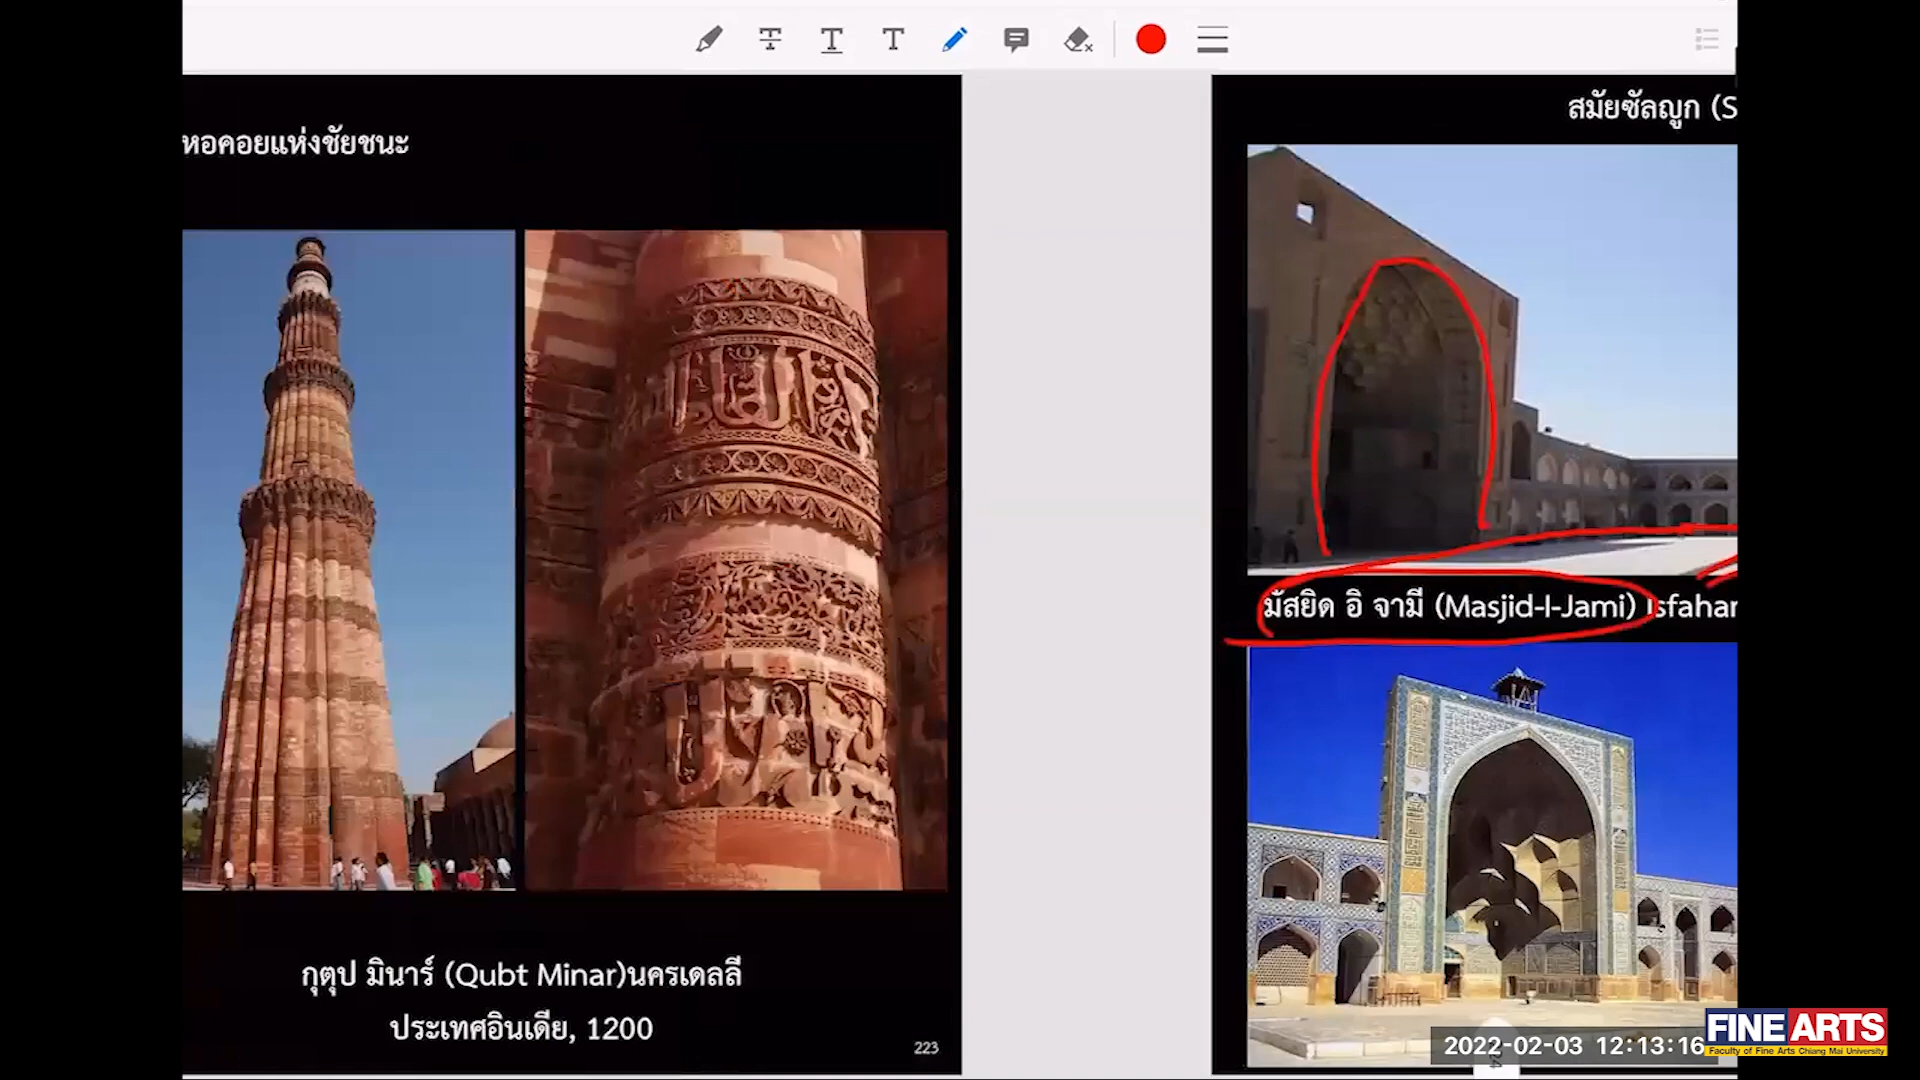 หอคอยแห่งชัยชนะ
กุตุป มินาร์ (Qubt Minar)นครเดลลี
ประเทศอินเดีย, 1200
223
สมัยซัลญูก (S
มัสยิด อิ จามี (Masjid-I-Jami) Isfahan
2022-02-03 12:13:16
FINE ARTS
Faculty of Fine Arts Chiang Mai University